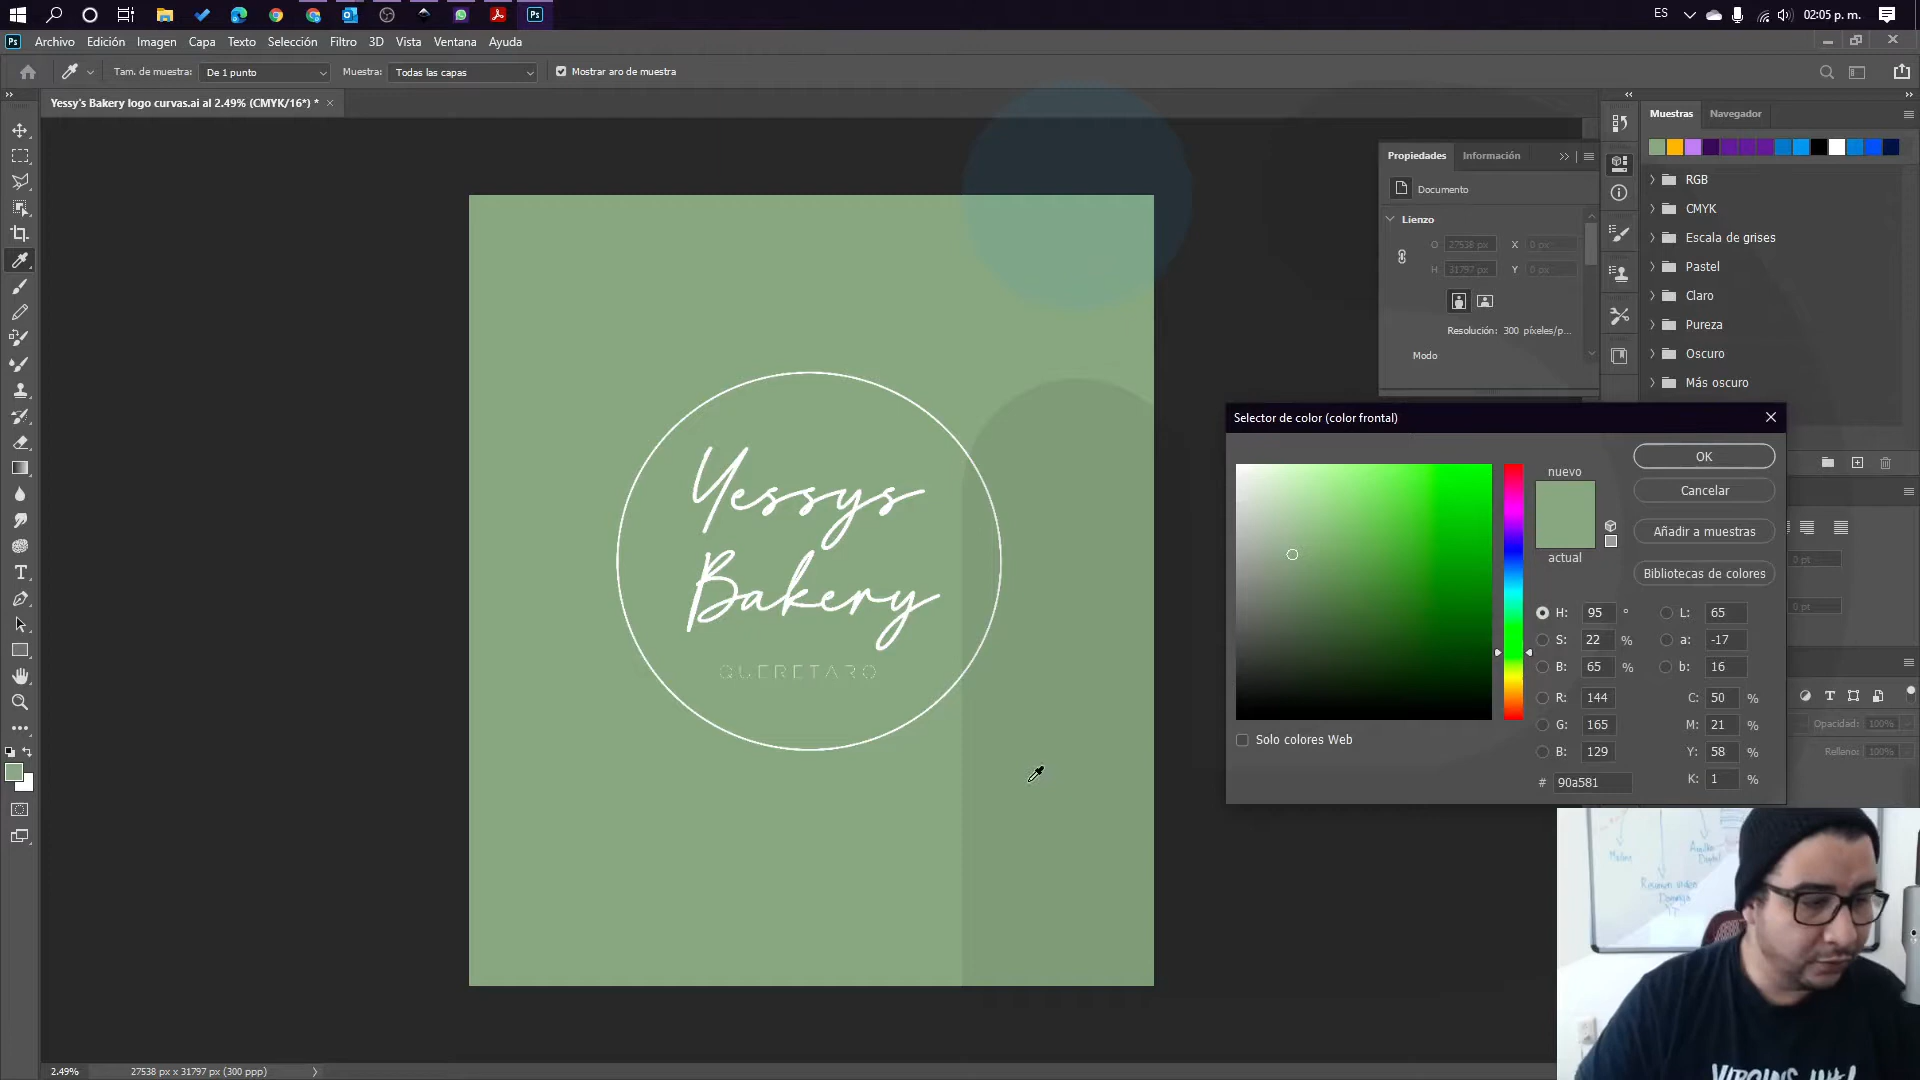 ES
02:05 p. m.
Ps
Archivo
Edición
Imagen
Capa
Texto
Selección
Filtro
3D
Vista
Ventana
Ayuda
Tam. de muestra:
De 1 punto
Muestra:
Todas las capas
Mostrar aro de muestra
Yessy's Bakery logo curvas.ai al 2.49% (CMYK/16*) *
Propiedades
Información
Documento
Lienzo
O
27538 px
X
0 px
H
31797 px
Y
0 px
Resolución: 300 píxeles/p...
Modo
Muestras
Navegador
RGB
CMYK
Escala de grises
Pastel
Claro
Pureza
Oscuro
Más oscuro
Yessys
Bakery
QUERETARO
Selector de color (color frontal)
nuevo
actual
OK
Cancelar
Añadir a muestras
Bibliotecas de colores
H: 95 °
S: 22 %
B: 65 %
R: 144
G: 165
B: 129
# 90a581
L: 65
a: -17
b: 16
C: 50 %
M: 21 %
Y: 58 %
K: 1 %
Solo colores Web
0 pt
0 pt
Opacidad: 100%
Relleno: 100%
2.49%
27538 px x 31797 px (300 ppp)